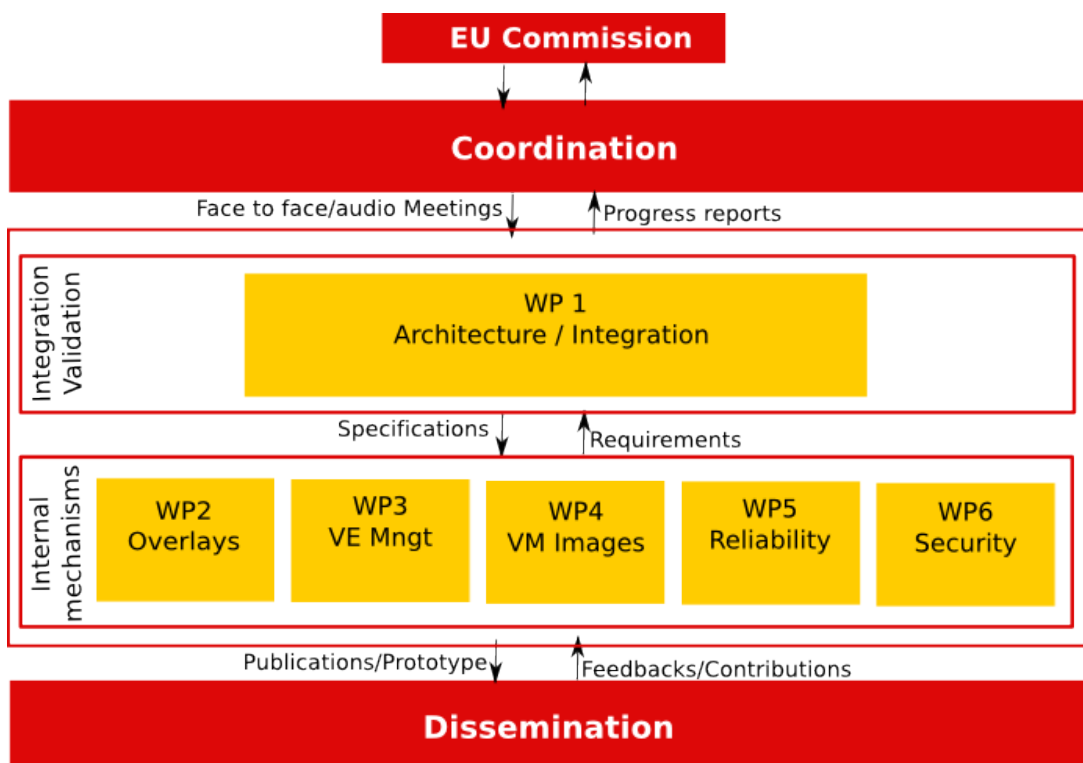 EU Commission
Coordination
Face to face/audio Meetings
Progress reports
Integration
Validation
WP 1
Architecture / Integration
Specifications
Requirements
Internal
mechanisms
WP2
Overlays
WP3
VE Mngt
WP4
VM Images
WP5
Reliability
WP6
Security
Publications/Prototype
Feedbacks/Contributions
Dissemination